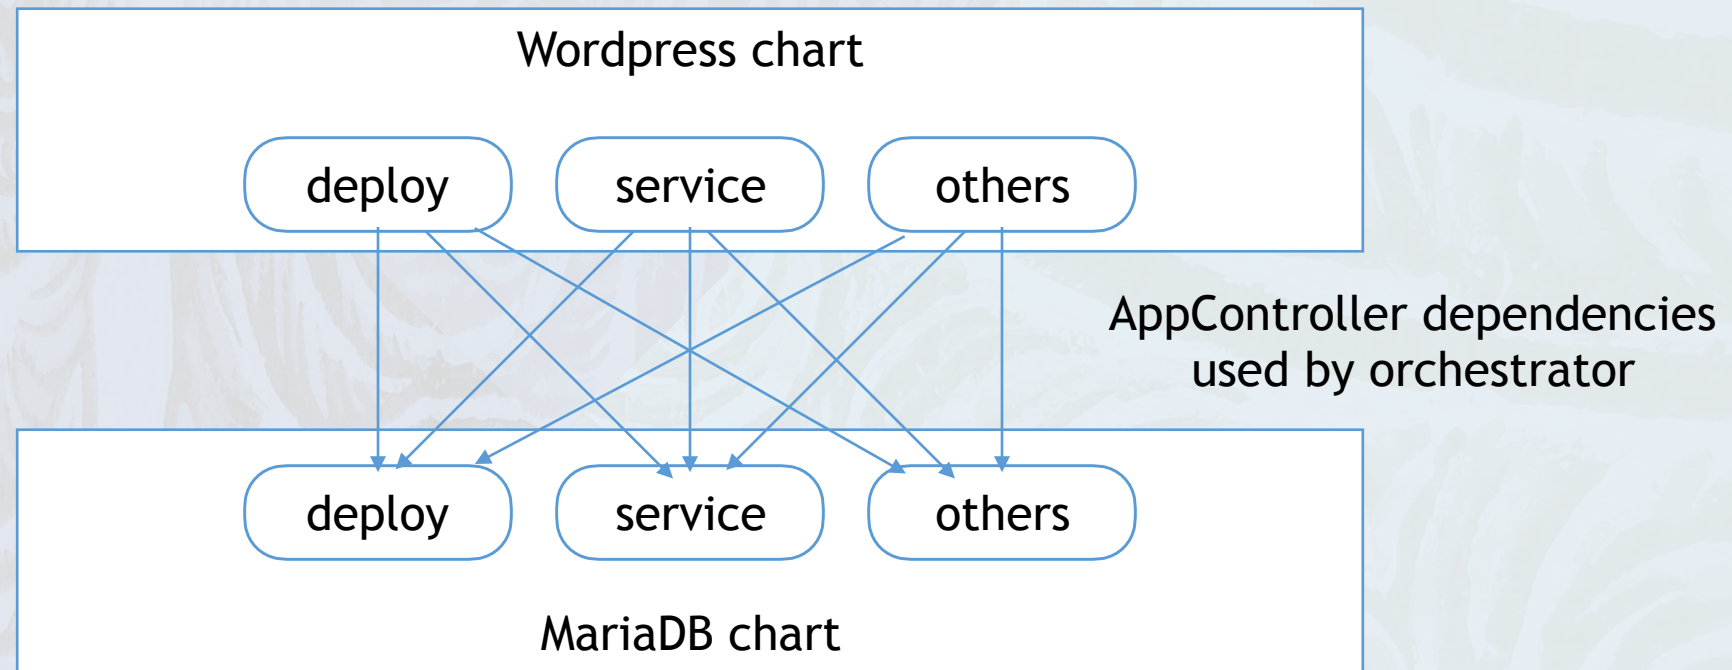 Wordpress chart
deploy
service
others
AppController dependencies
used by orchestrator
deploy
service
others
MariaDB chart